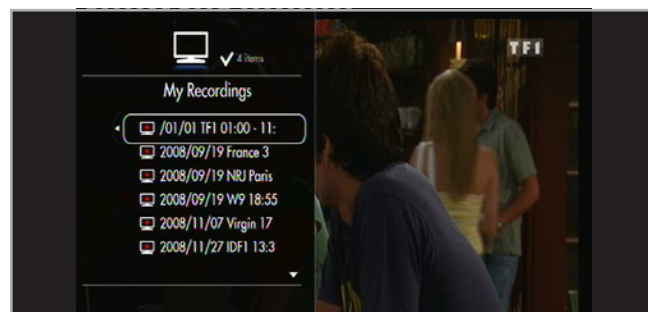 4 items
TF1
My Recordings
/01/01 TF1 01:00 - 11:
2008/09/19 France 3
2008/09/19 NRJ Paris
2008/09/19 W9 18:55
2008/11/07 Virgin 17
2008/11/27 IDF1 13:3